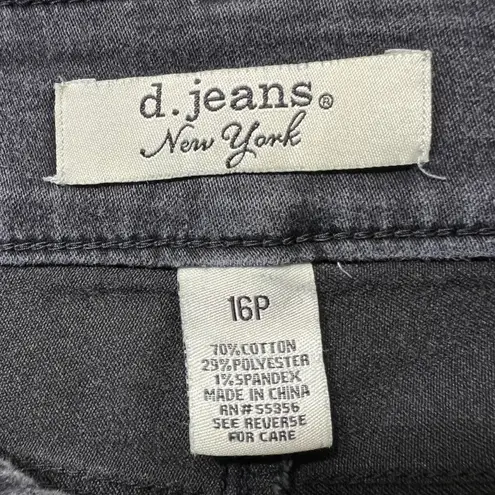 d.jeans®
New York
16P
70%COTTON
29%POLYESTER
1%SPANDEX
MADE IN CHINA
RN#55356
SEE REVERSE
FOR CARE